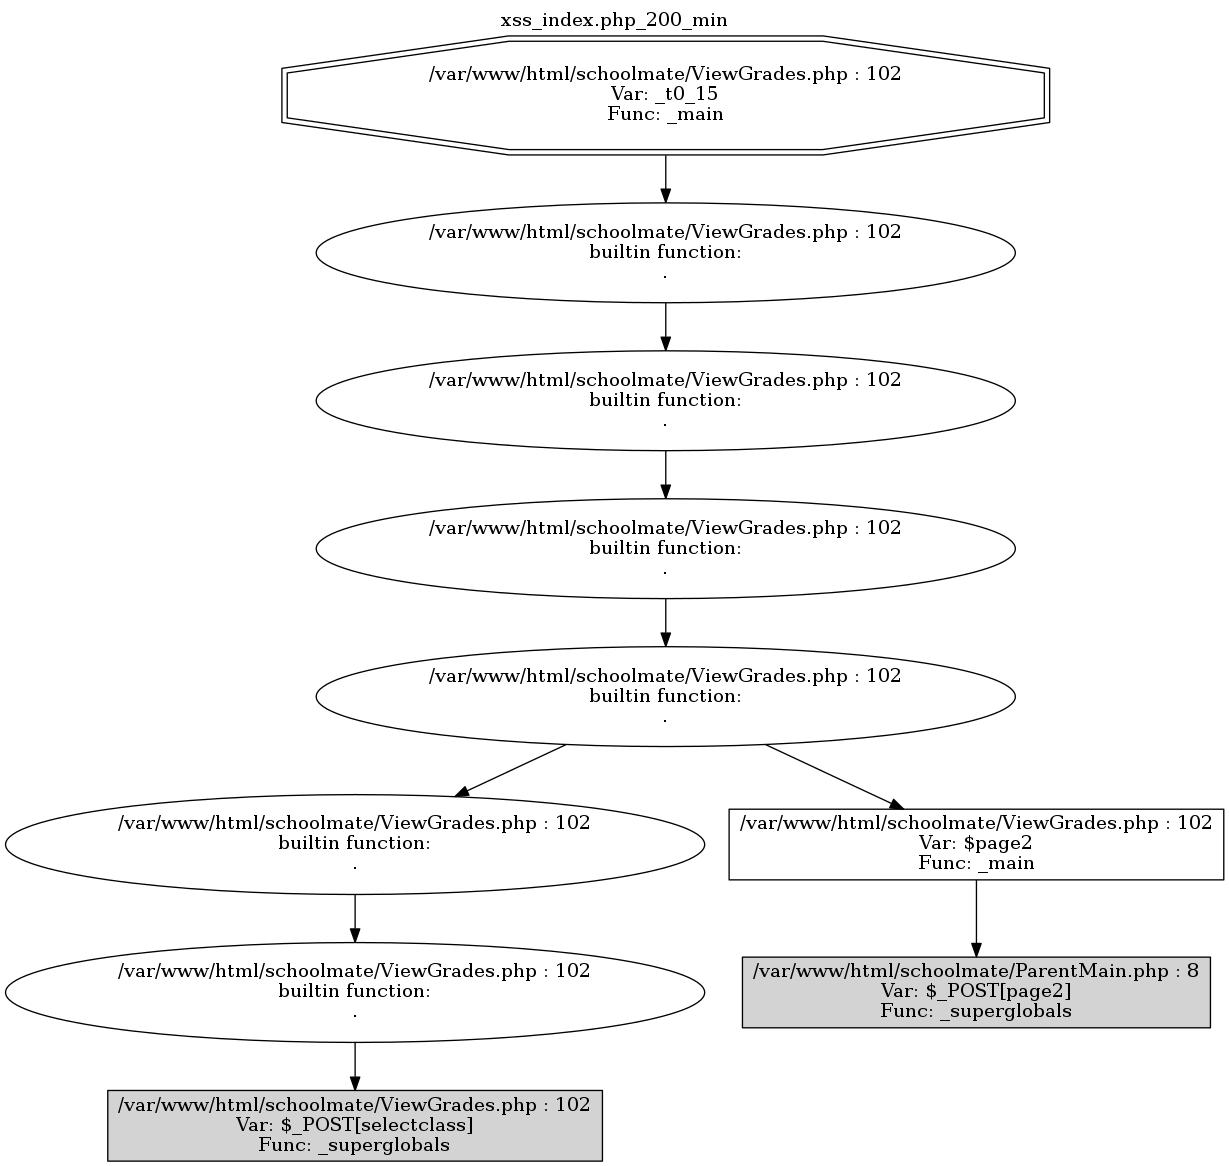 xss_index.php_200_min
/var/www/html/schoolmate/ViewGrades.php : 102
Var: _t0_15
Func: _main
/var/www/html/schoolmate/ViewGrades.php : 102
builtin function:
.
/var/www/html/schoolmate/ViewGrades.php : 102
builtin function:
.
/var/www/html/schoolmate/ViewGrades.php : 102
builtin function:
.
/var/www/html/schoolmate/ViewGrades.php : 102
builtin function:
.
/var/www/html/schoolmate/ViewGrades.php : 102
builtin function:
.
/var/www/html/schoolmate/ViewGrades.php : 102
Var: $page2
Func: _main
/var/www/html/schoolmate/ViewGrades.php : 102
builtin function:
.
/var/www/html/schoolmate/ParentMain.php : 8
Var: $_POST[page2]
Func: _superglobals
/var/www/html/schoolmate/ViewGrades.php : 102
Var: $_POST[selectclass]
Func: _superglobals